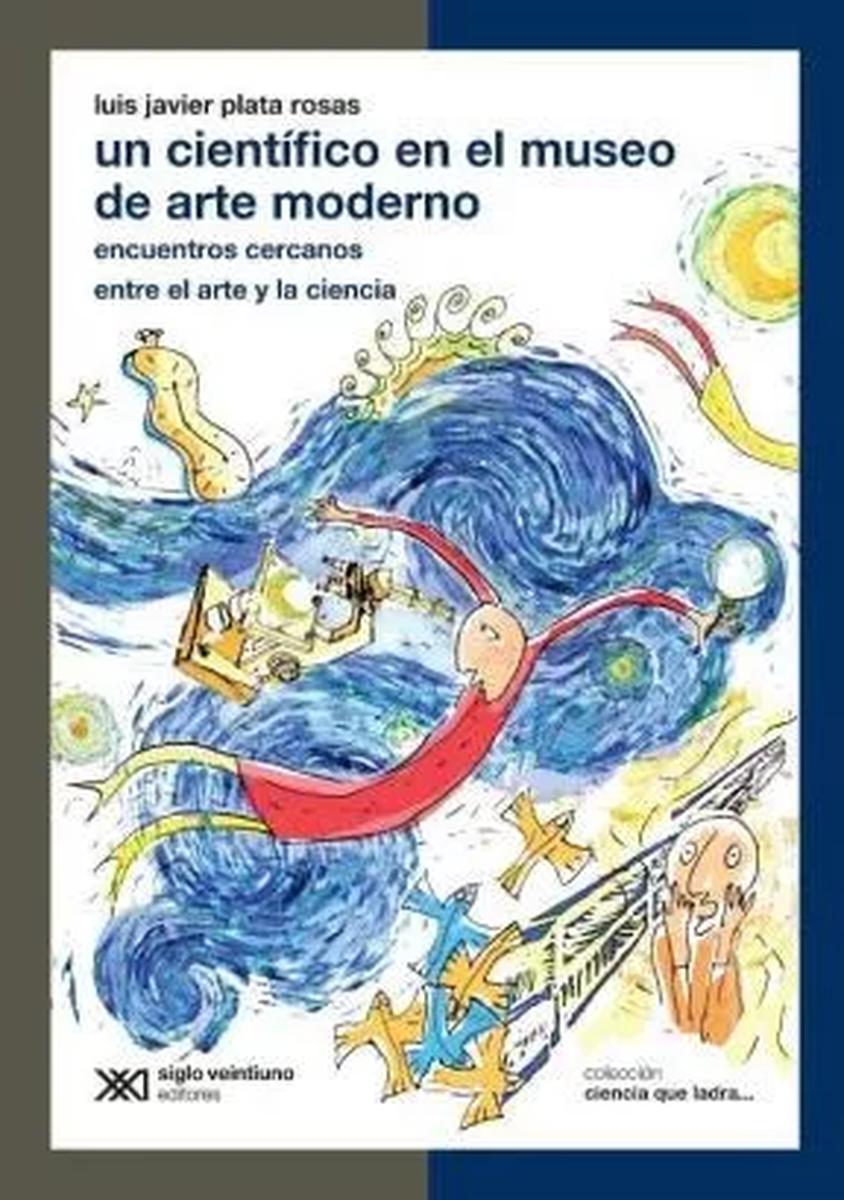 luis javier plata rosas
un científico en el museo
de arte moderno
encuentros cercanos
entre el arte y la ciencia
siglo veintiuno
editores
colección
ciencia que ladra...